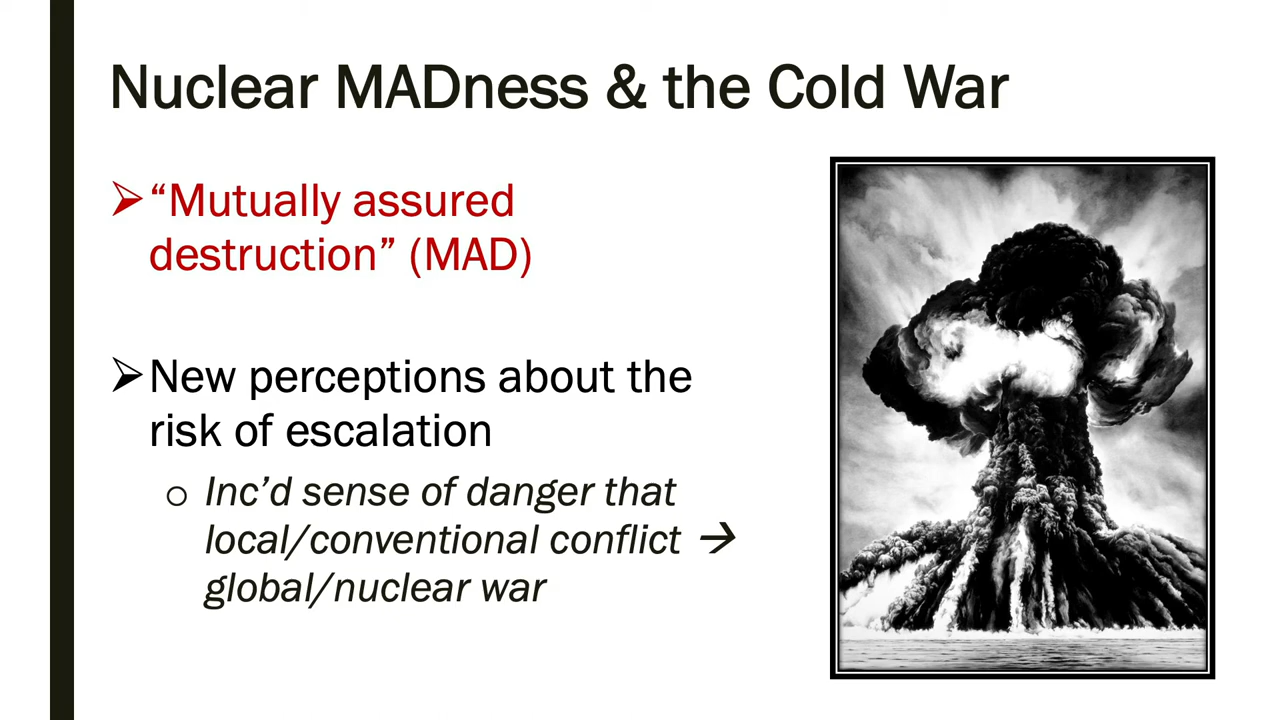 Nuclear MADness & the Cold War
➢ “Mutually assured
destruction” (MAD)
➢ New perceptions about the
risk of escalation
o Inc’d sense of danger that
local/conventional conflict →
global/nuclear war